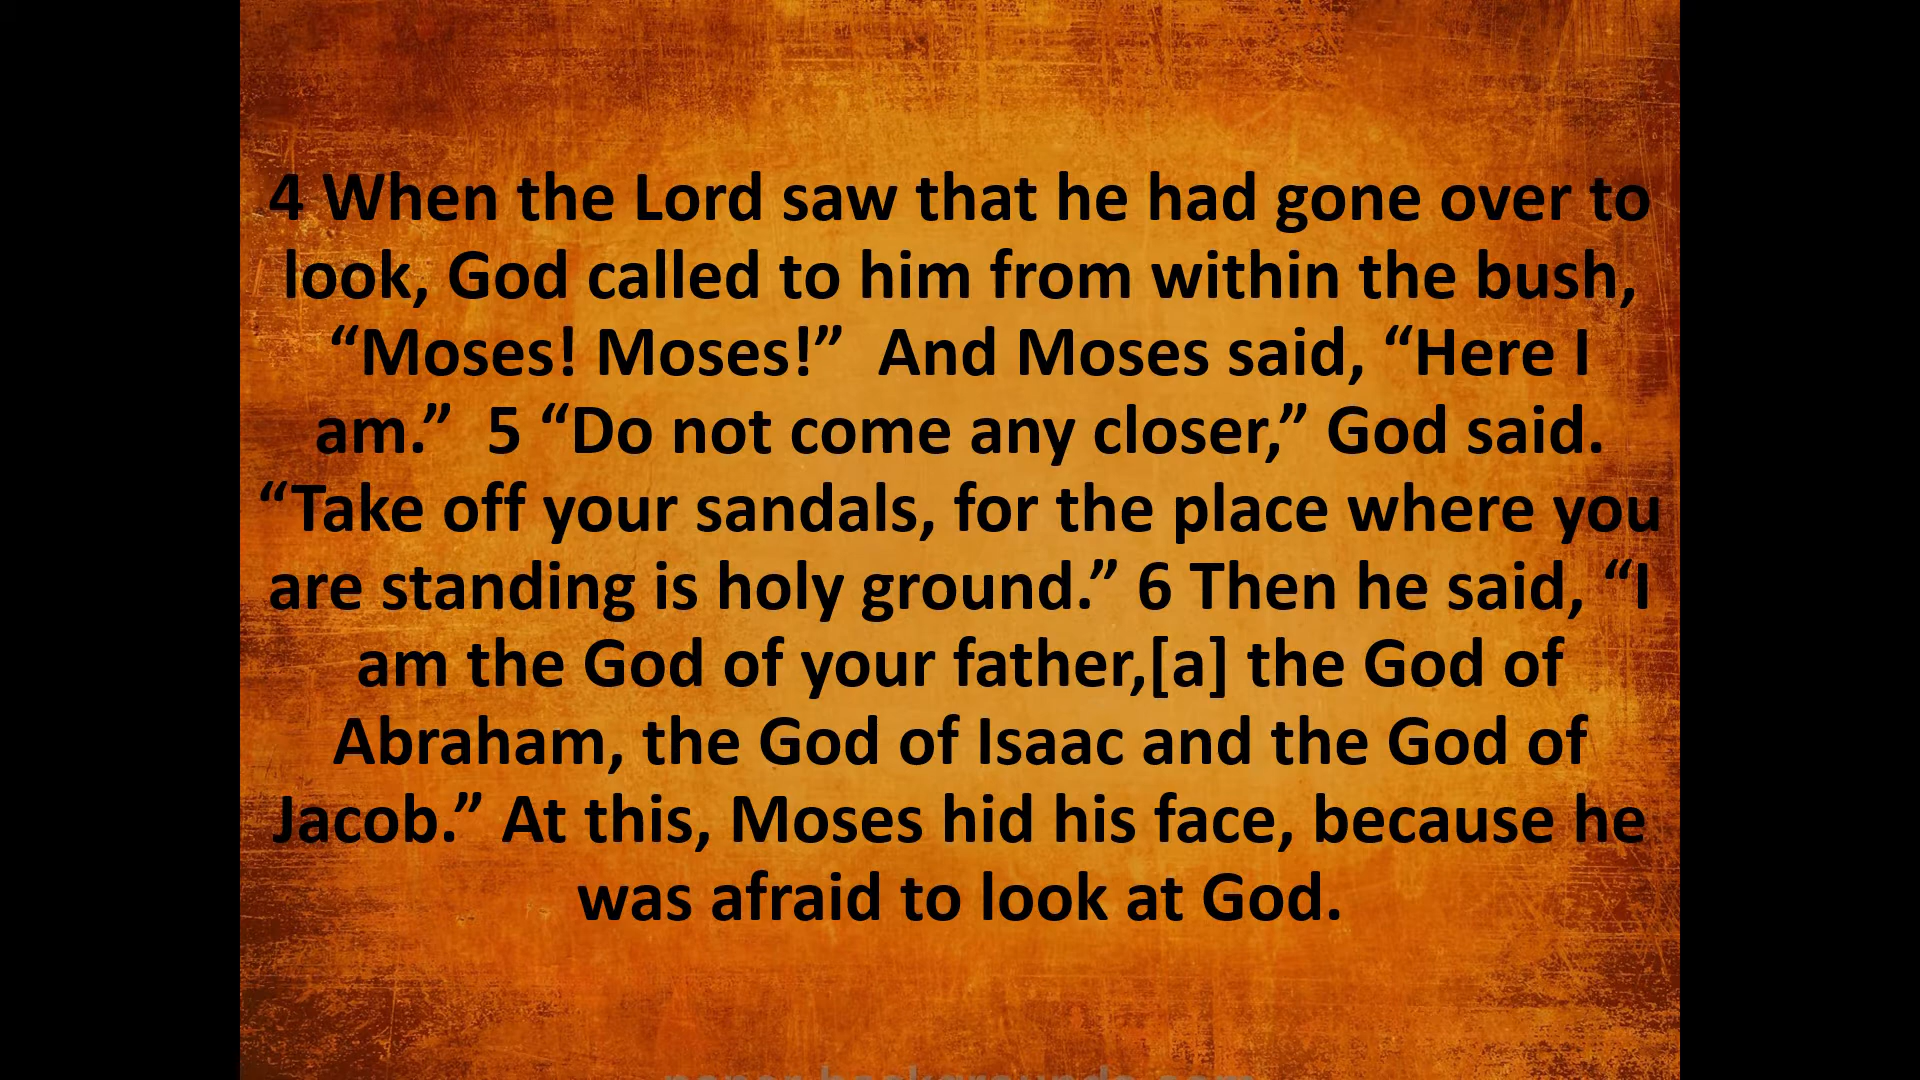 4 When the Lord saw that he had gone over to
look, God called to him from within the bush,
“Moses! Moses!”  And Moses said, “Here I
am.”  5 “Do not come any closer,” God said.
“Take off your sandals, for the place where you
are standing is holy ground.” 6 Then he said, “I
am the God of your father,[a] the God of
Abraham, the God of Isaac and the God of
Jacob.” At this, Moses hid his face, because he
was afraid to look at God.